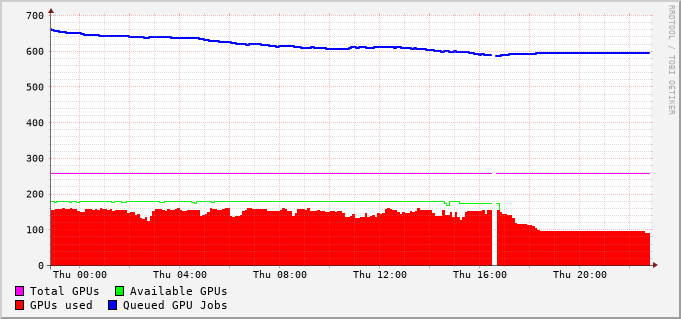 700
600
500
400
300
200
100
0
Thu 00:00 Thu 04:00 Thu 08:00 Thu 12:00 Thu 16:00 Thu 20:00
Total GPUs Available GPUs
GPUs used Queued GPU Jobs
RRDTOOL / TOBI OETIKER